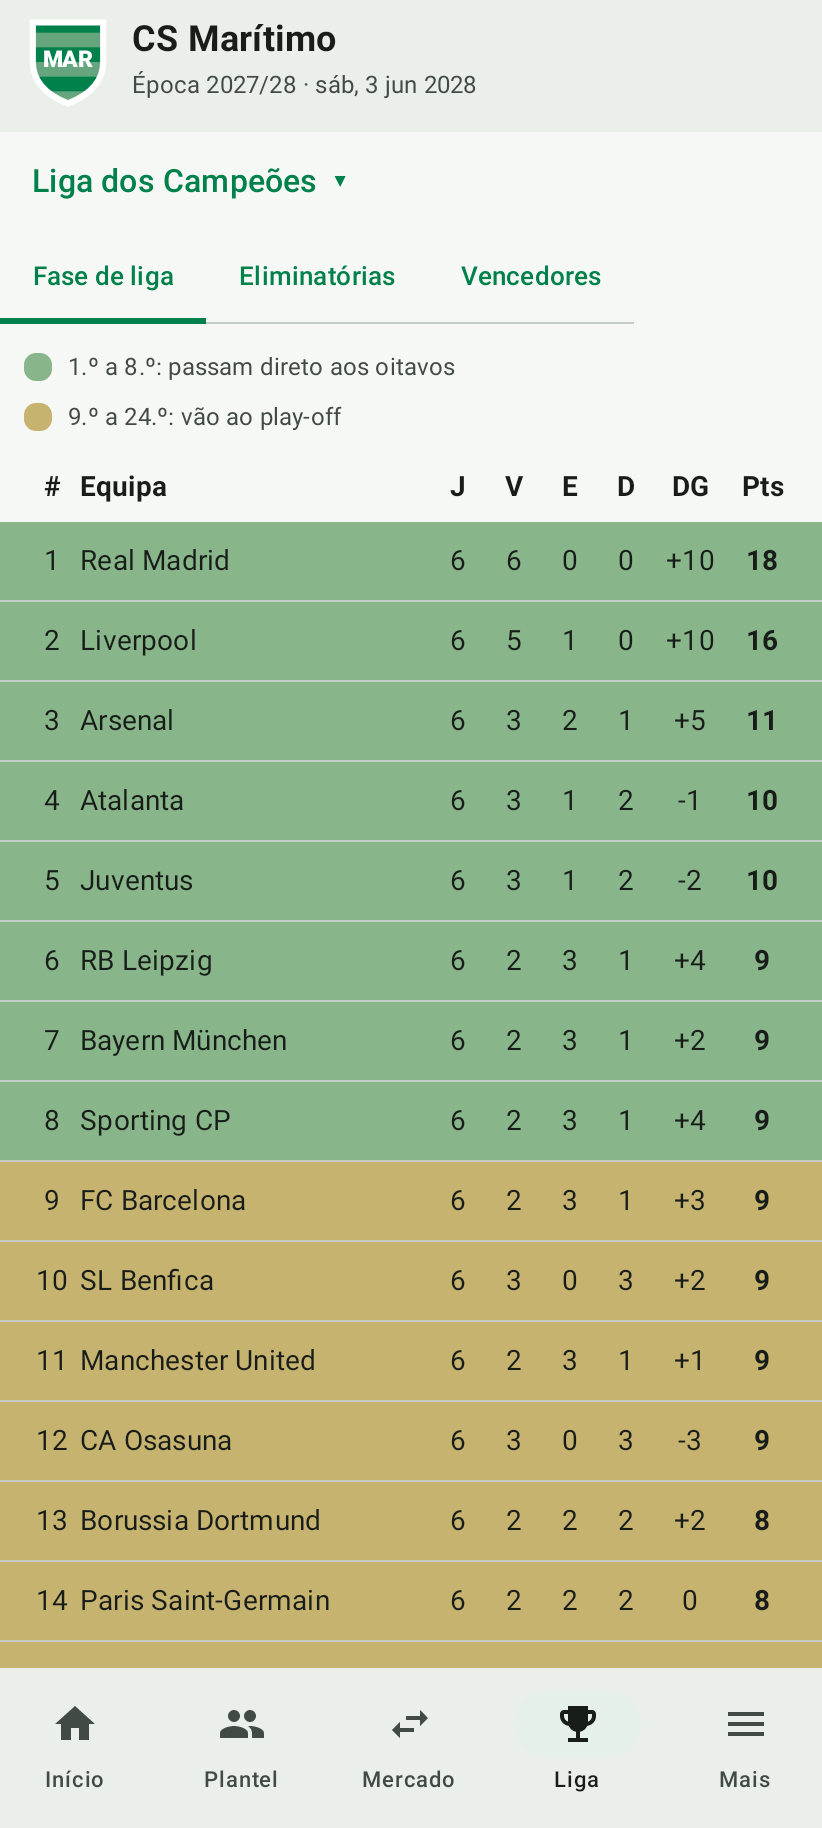 MAR
CS Marítimo
Época 2027/28 · sáb, 3 jun 2028
Liga dos Campeões ▼
Fase de liga Eliminatórias Vencedores
1.º a 8.º: passam direto aos oitavos
9.º a 24.º: vão ao play-off
# Equipa J V E D DG Pts
1 Real Madrid 6 6 0 0 +10 18
2 Liverpool 6 5 1 0 +10 16
3 Arsenal 6 3 2 1 +5 11
4 Atalanta 6 3 1 2 -1 10
5 Juventus 6 3 1 2 -2 10
6 RB Leipzig 6 2 3 1 +4 9
7 Bayern München 6 2 3 1 +2 9
8 Sporting CP 6 2 3 1 +4 9
9 FC Barcelona 6 2 3 1 +3 9
10 SL Benfica 6 3 0 3 +2 9
11 Manchester United 6 2 3 1 +1 9
12 CA Osasuna 6 3 0 3 -3 9
13 Borussia Dortmund 6 2 2 2 +2 8
14 Paris Saint-Germain 6 2 2 2 0 8
Início Plantel Mercado Liga Mais